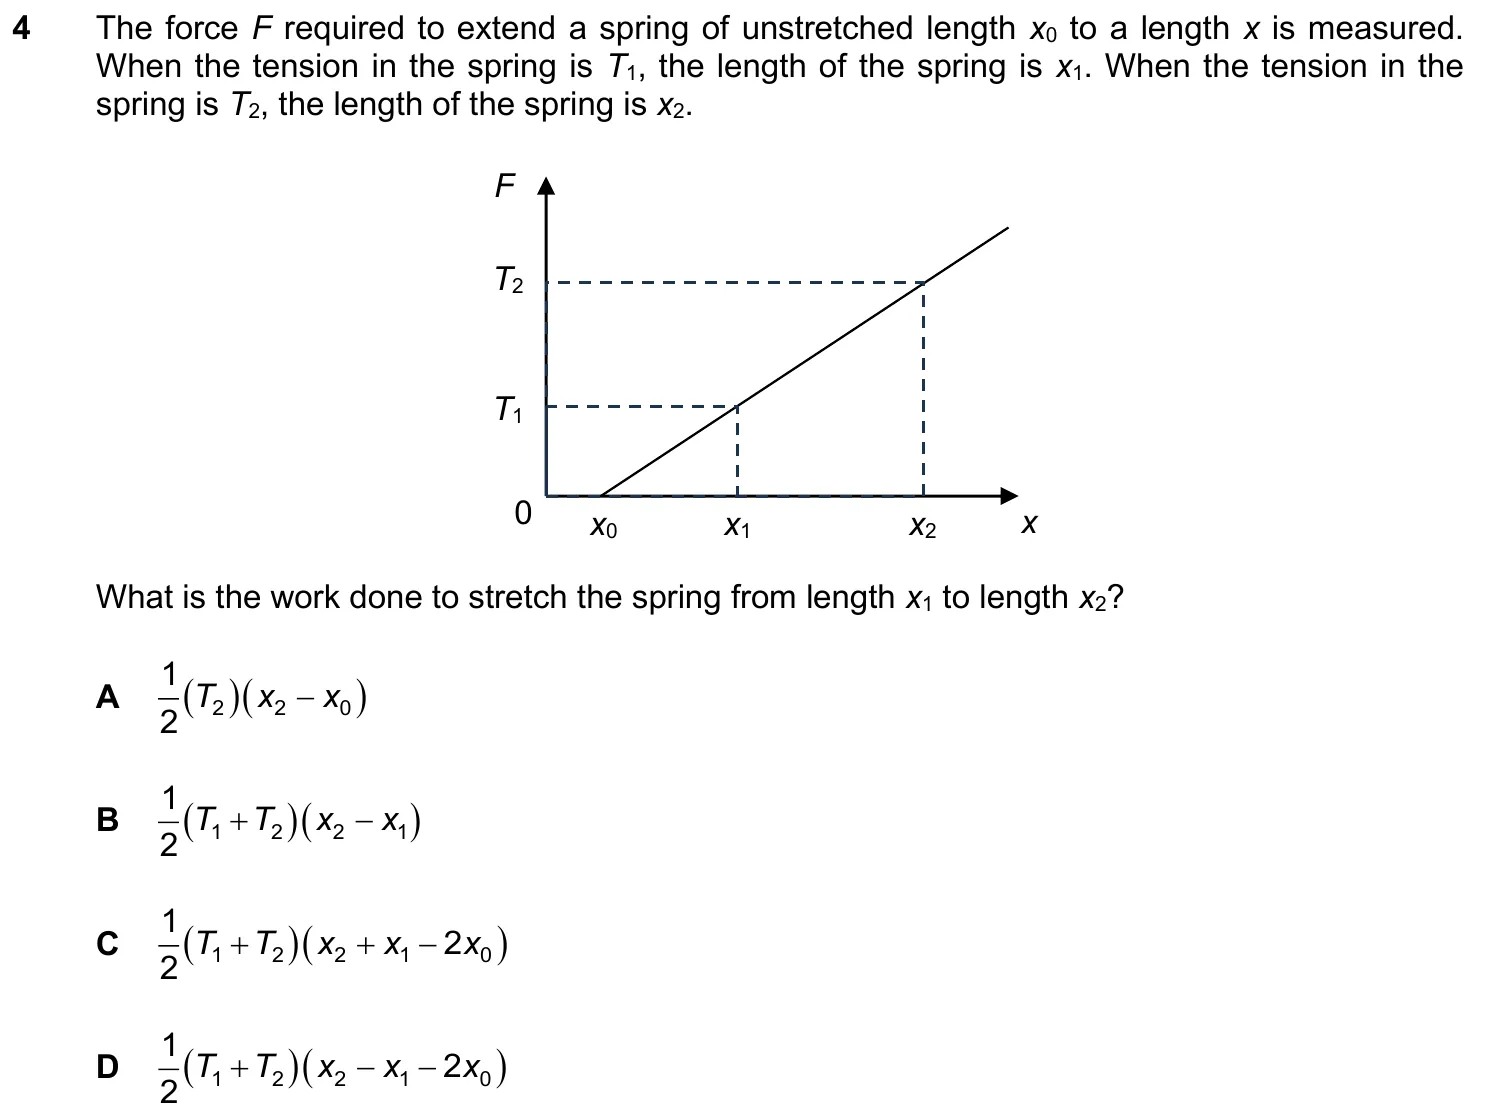 4 The force F required to extend a spring of unstretched length x₀ to a length x is measured.
When the tension in the spring is T₁, the length of the spring is x₁. When the tension in the
spring is T₂, the length of the spring is x₂.
F
T₂
T₁
0
x₀ x₁ x₂ x
What is the work done to stretch the spring from length x₁ to length x₂?
A 1/2 (T₂)(x₂ − x₀)
B 1/2 (T₁ + T₂)(x₂ − x₁)
C 1/2 (T₁ + T₂)(x₂ + x₁ − 2x₀)
D 1/2 (T₁ + T₂)(x₂ − x₁ − 2x₀)